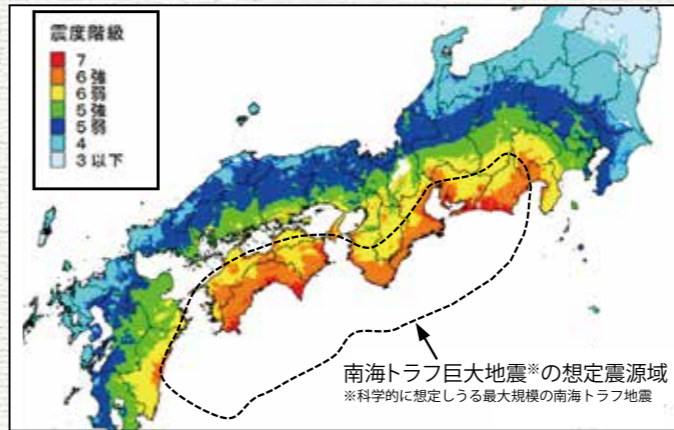 震度階級
7
6強
6弱
5強
5弱
4
3以下
南海トラフ巨大地震※の想定震源域
※科学的に想定しうる最大規模の南海トラフ地震